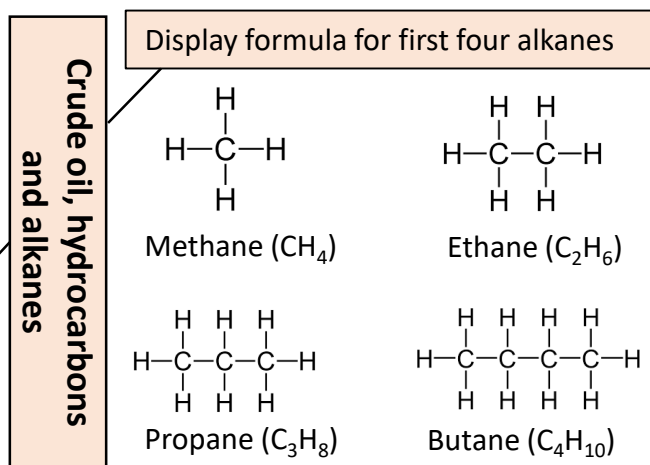 Crude oil, hydrocarbons
and alkanes
Display formula for first four alkanes
H
H—C—H
H
Methane (CH₄)
H H
H—C—C—H
H H
Ethane (C₂H₆)
H H H
H—C—C—C—H
H H H
Propane (C₃H₈)
H H H H
H—C—C—C—C—H
H H H H
Butane (C₄H₁₀)